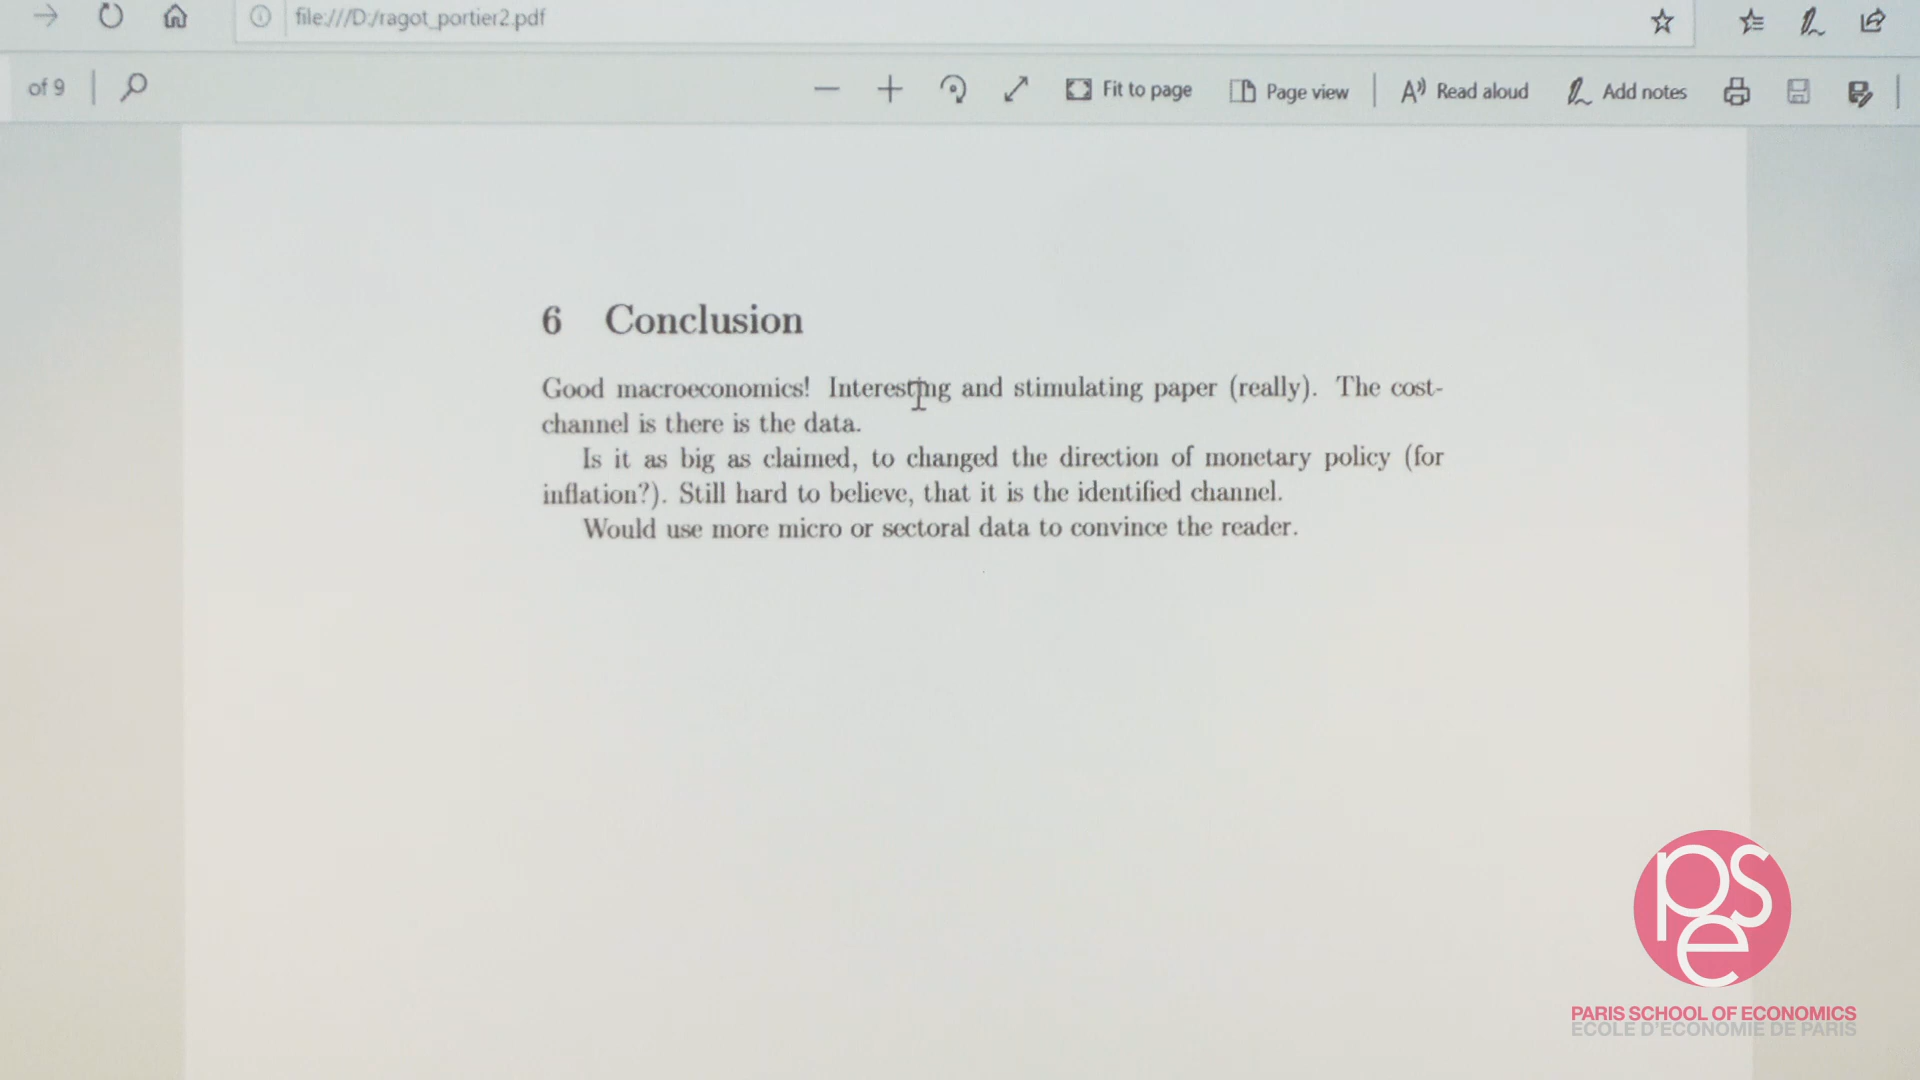 file:///D:/ragot_portier2.pdf
of 9
Fit to page
Page view
Read aloud
Add notes
6 Conclusion
Good macroeconomics! Interesting and stimulating paper (really). The cost-
channel is there is the data.
Is it as big as claimed, to changed the direction of monetary policy (for
inflation?). Still hard to believe, that it is the identified channel.
Would use more micro or sectoral data to convince the reader.
pse
PARIS SCHOOL OF ECONOMICS
ECOLE D'ECONOMIE DE PARIS